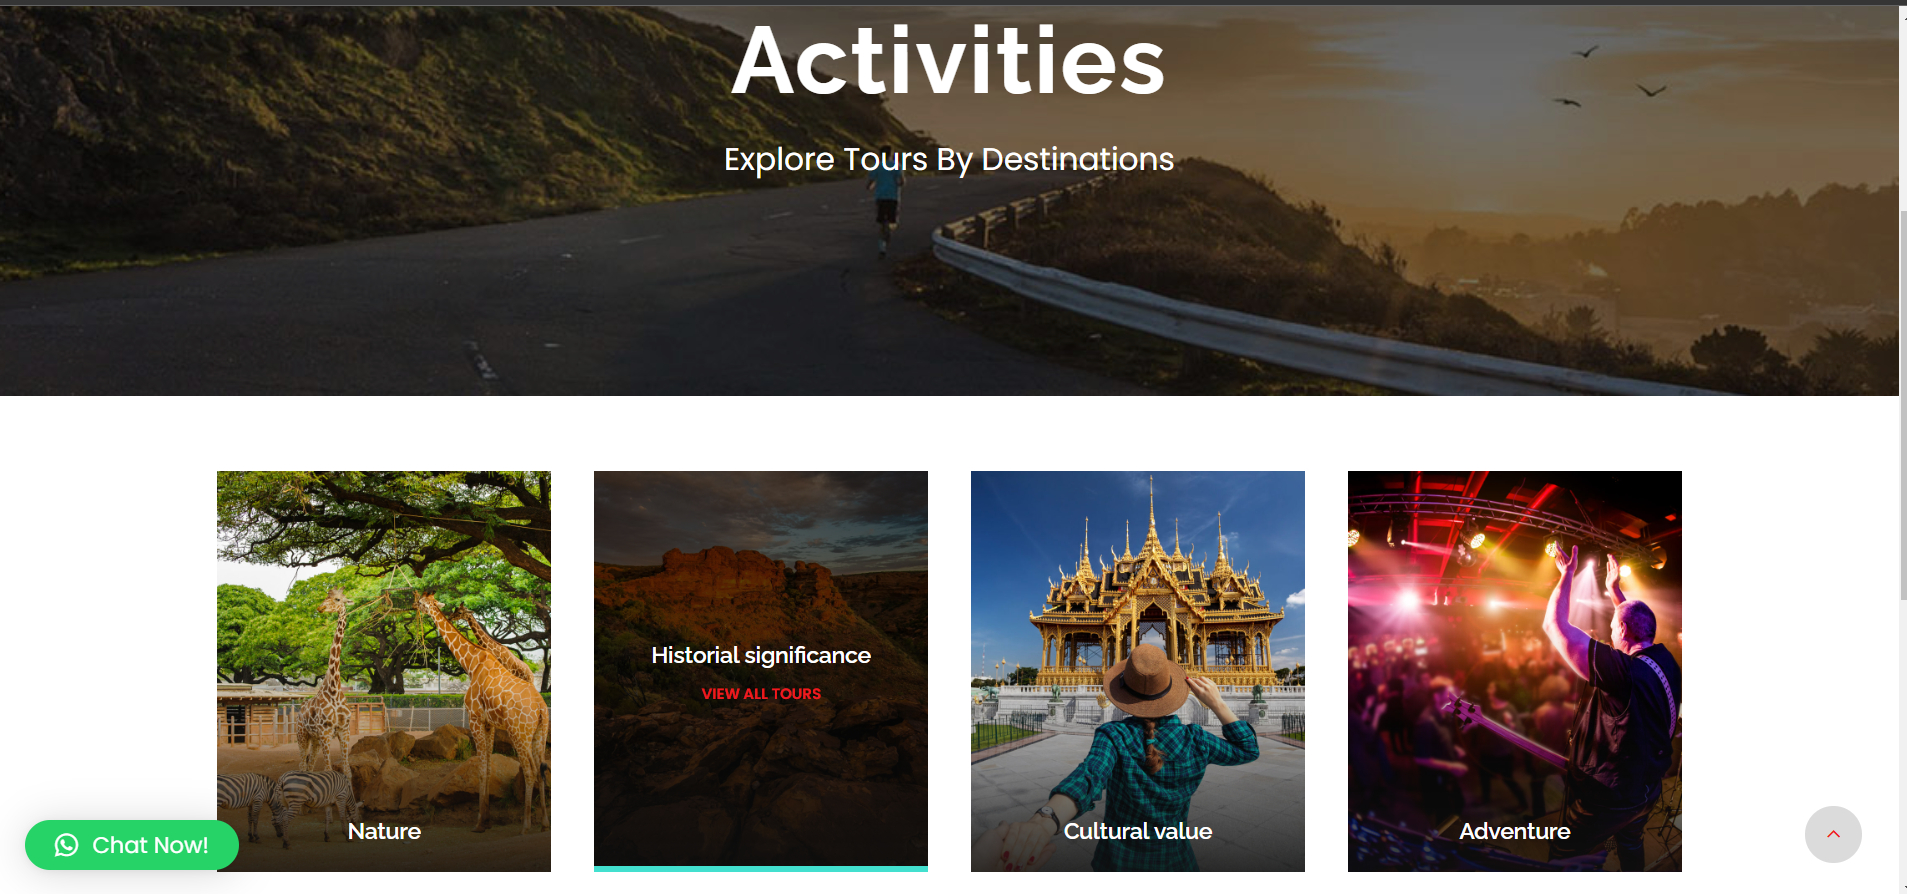 Activities
Explore Tours By Destinations
Historial significance
VIEW ALL TOURS
Nature
Cultural value
Adventure
Chat Now!